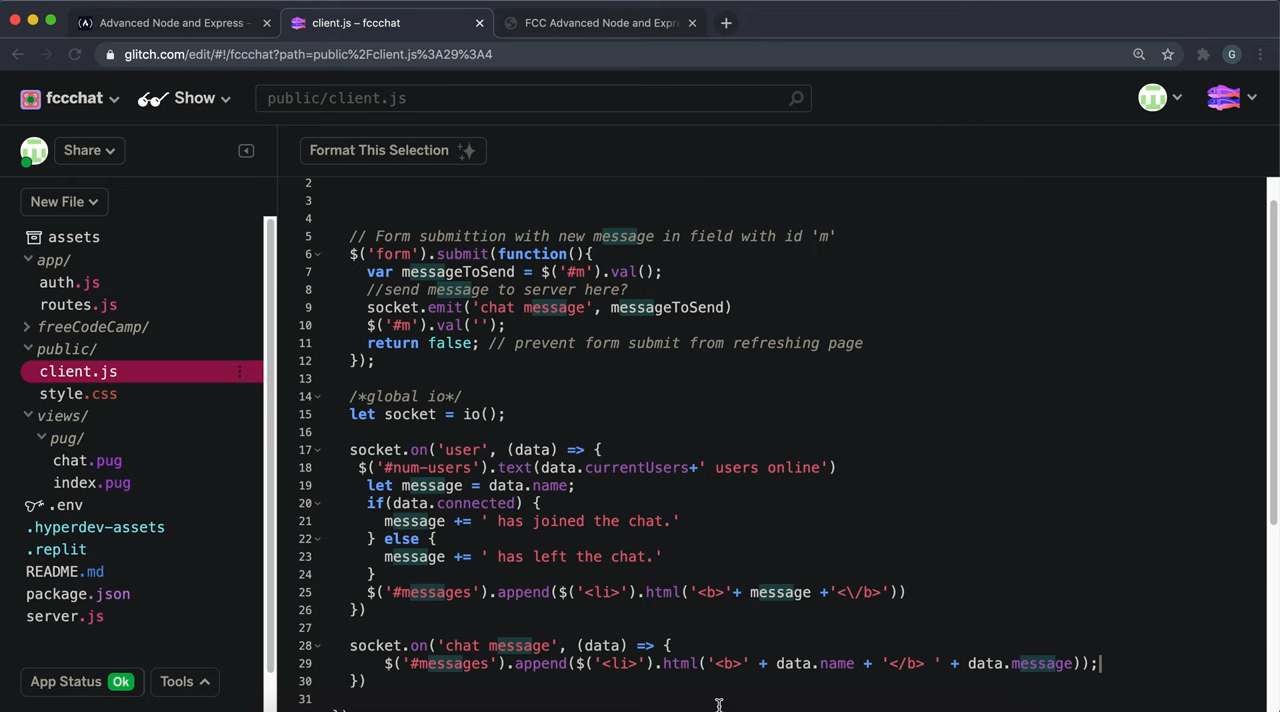 Advanced Node and Express –
client.js – fccchat
FCC Advanced Node and Expr
glitch.com/edit/#!/fccchat?path=public%2Fclient.js%3A29%3A4
G
fccchat
Show
public/client.js
Share
Format This Selection
New File
assets
app/
auth.js
routes.js
freeCodeCamp/
public/
client.js
style.css
views/
pug/
chat.pug
index.pug
.env
.hyperdev-assets
.replit
README.md
package.json
server.js
App Status Ok
Tools
2
3
4
5 // Form submittion with new message in field with id 'm'
6 $('form').submit(function(){
7 var messageToSend = $('#m').val();
8 //send message to server here?
9 socket.emit('chat message', messageToSend)
10 $('#m').val('');
11 return false; // prevent form submit from refreshing page
12 });
13
14 /*global io*/
15 let socket = io();
16
17 socket.on('user', (data) => {
18 $('#num-users').text(data.currentUsers+' users online')
19 let message = data.name;
20 if(data.connected) {
21 message += ' has joined the chat.'
22 } else {
23 message += ' has left the chat.'
24 }
25 $('#messages').append($('<li>').html('<b>'+ message +'<\/b>'))
26 })
27
28 socket.on('chat message', (data) => {
29 $('#messages').append($('<li>').html('<b>' + data.name + '</b> ' + data.message));
30 })
31